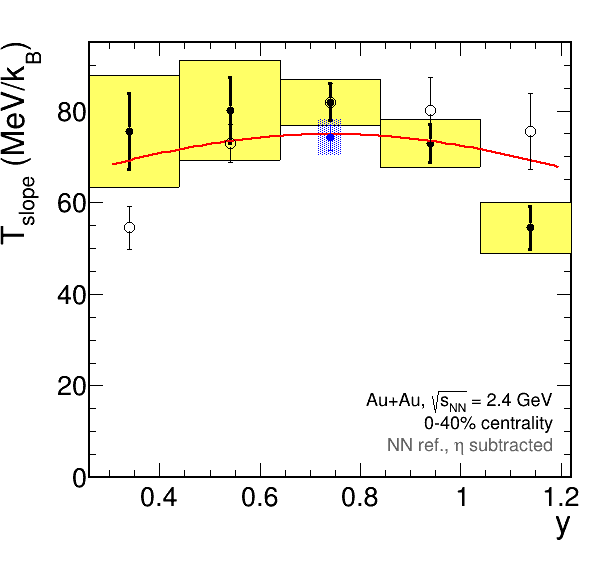 T_slope (MeV/k_B)
80
60
40
20
0
Au+Au, √s_NN = 2.4 GeV
0-40% centrality
NN ref., η subtracted
0.4 0.6 0.8 1 1.2
y